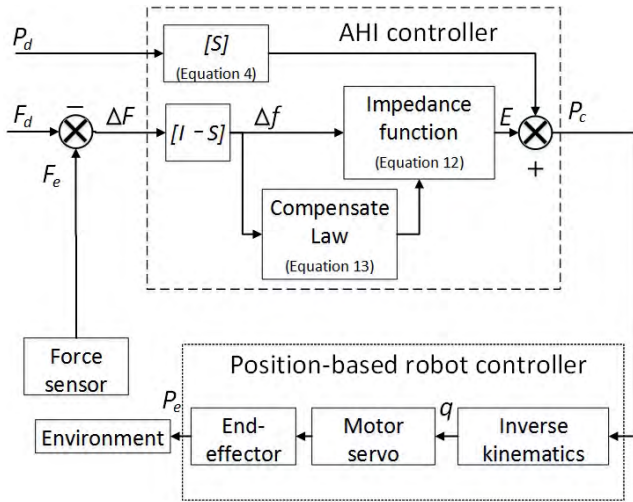 AHI controller
P_d
[S]
(Equation 4)
F_d
−
ΔF
[I − S]
Δf
Impedance
function
(Equation 12)
E
P_c
+
F_e
Compensate
Law
(Equation 13)
Force
sensor
Position-based robot controller
Environment
P_e
End-
effector
Motor
servo
q
Inverse
kinematics